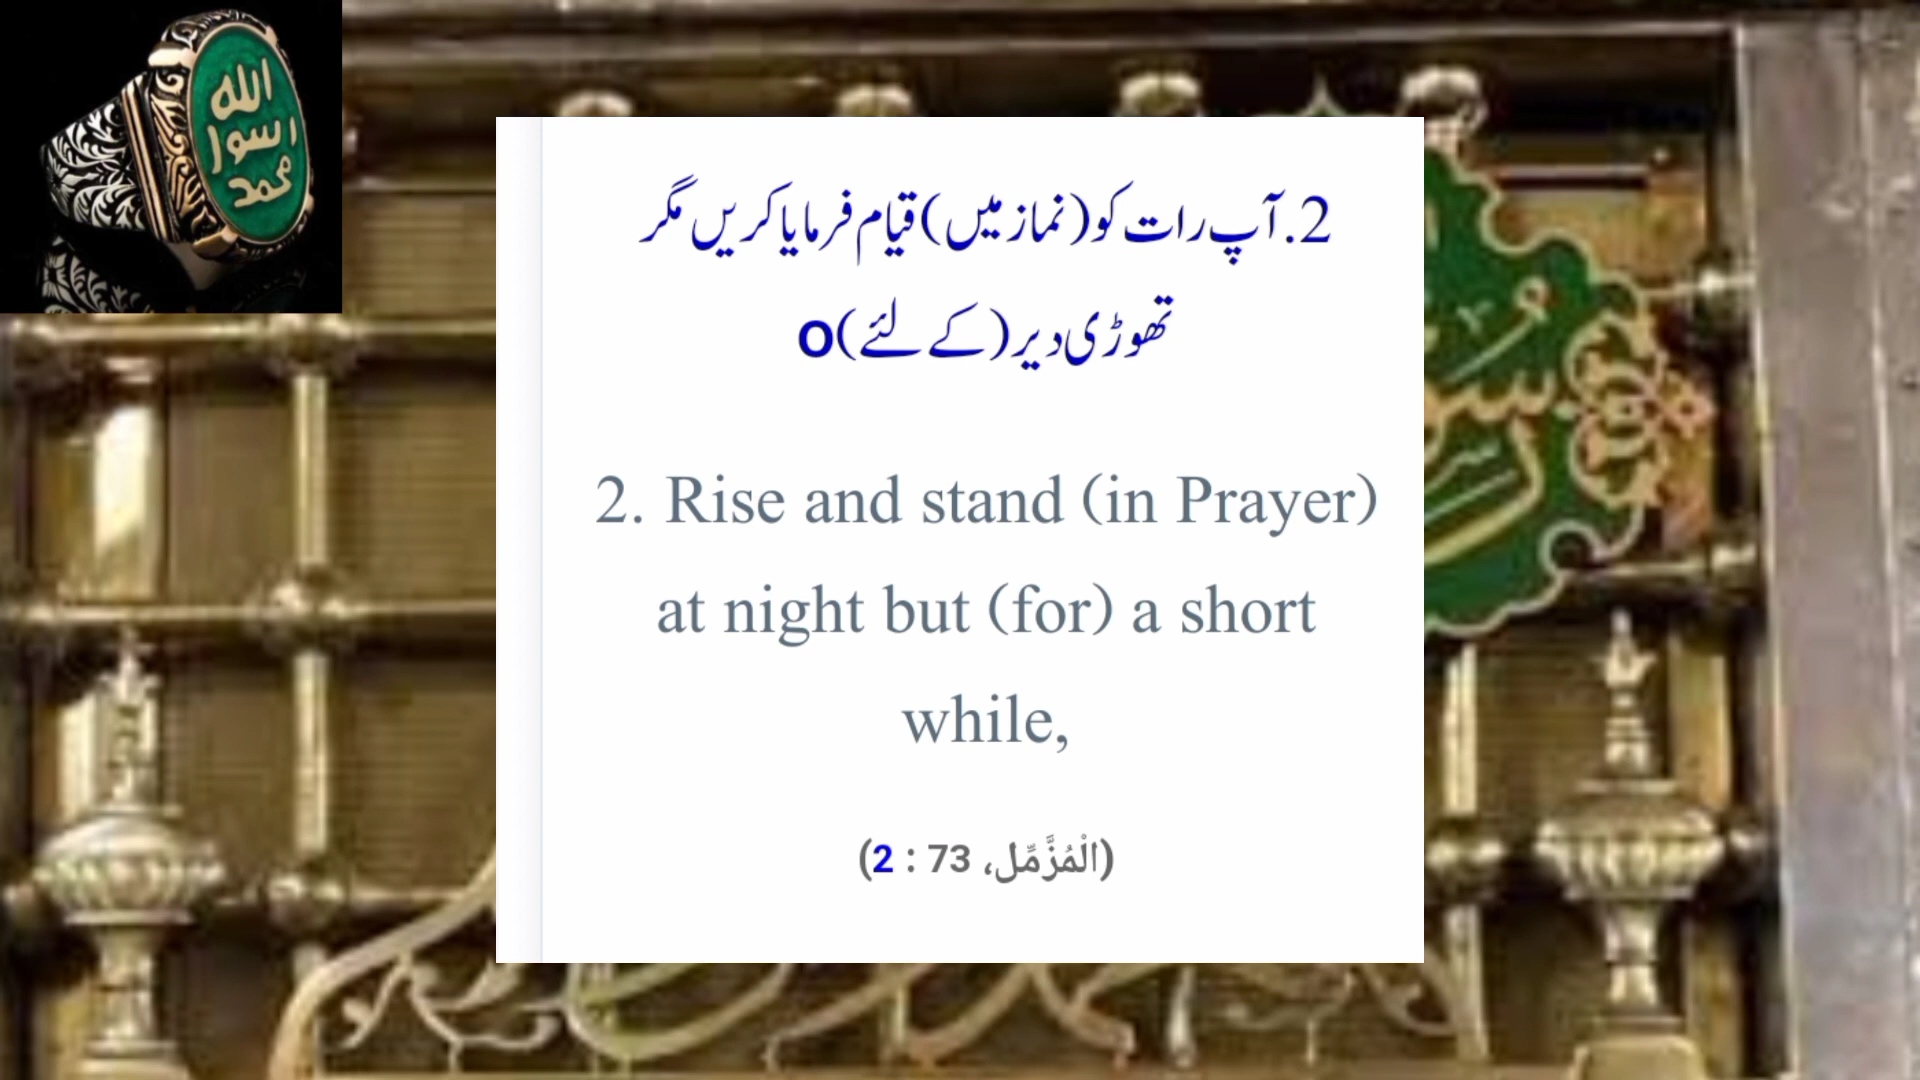 الله
رسول
محمد
2. آپ رات کو (نماز میں) قیام فرمایا کریں مگر
تھوڑی دیر (کے لئے)o
2. Rise and stand (in Prayer)
at night but (for) a short
while,
(الْمُزَّمِّل، 73 : 2)